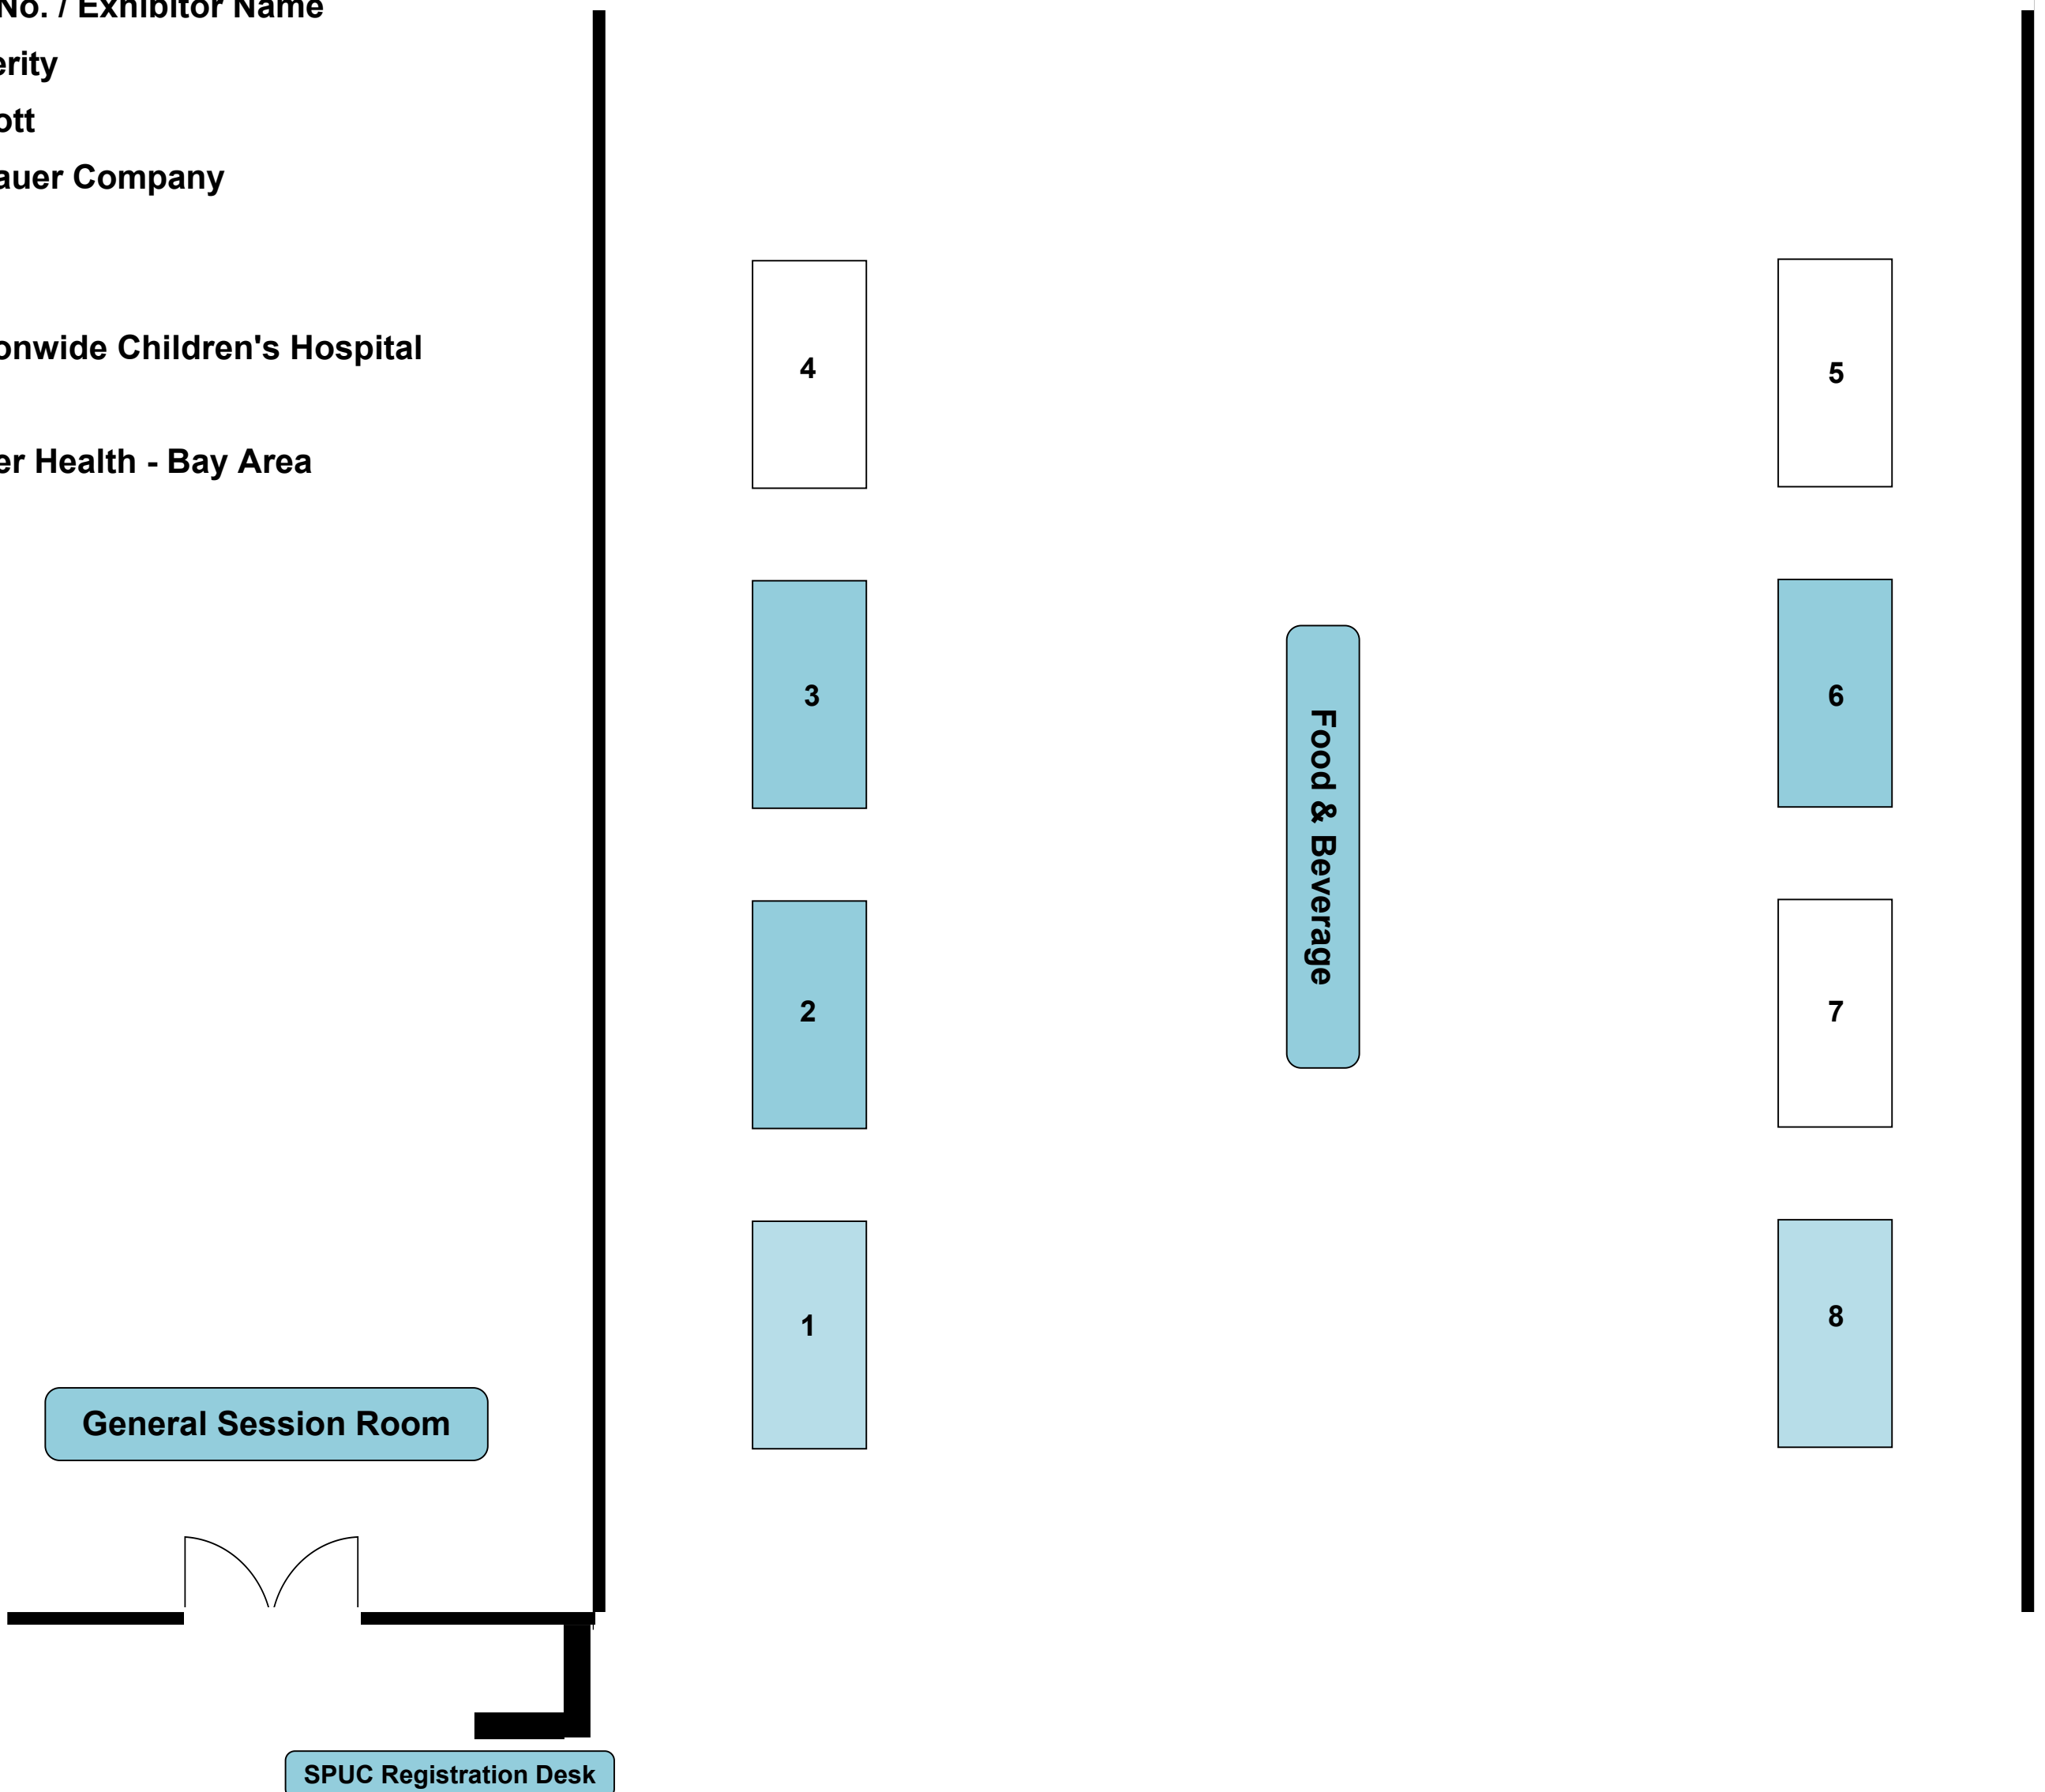 No. / Exhibitor Name
erity
ott
auer Company
onwide Children's Hospital
er Health - Bay Area
4
5
3
6
Food & Beverage
2
7
1
8
General Session Room
SPUC Registration Desk